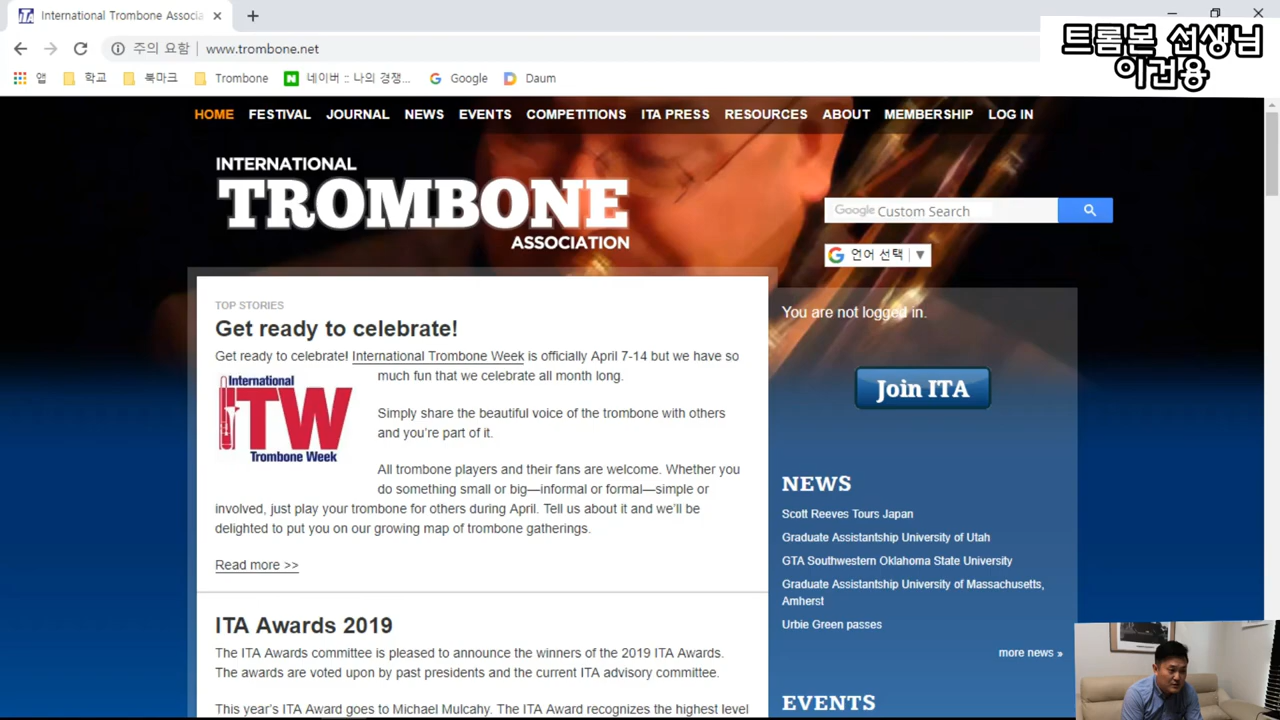 International Trombone Associa
주의 요함 | www.trombone.net
앱 학교 북마크 Trombone 네이버 :: 나의 경쟁... Google Daum
트롬본 선생님
이건용
HOME FESTIVAL JOURNAL NEWS EVENTS COMPETITIONS ITA PRESS RESOURCES ABOUT MEMBERSHIP LOG IN
INTERNATIONAL
TROMBONE
ASSOCIATION
Google Custom Search
언어 선택
TOP STORIES
Get ready to celebrate!
Get ready to celebrate! International Trombone Week is officially April 7-14 but we have so
much fun that we celebrate all month long.
Simply share the beautiful voice of the trombone with others
and you're part of it.
International
ITW
Trombone Week
All trombone players and their fans are welcome. Whether you
do something small or big—informal or formal—simple or
involved, just play your trombone for others during April. Tell us about it and we'll be
delighted to put you on our growing map of trombone gatherings.
Read more >>
ITA Awards 2019
The ITA Awards committee is pleased to announce the winners of the 2019 ITA Awards.
The awards are voted upon by past presidents and the current ITA advisory committee.
This year's ITA Award goes to Michael Mulcahy. The ITA Award recognizes the highest level
You are not logged in.
Join ITA
NEWS
Scott Reeves Tours Japan
Graduate Assistantship University of Utah
GTA Southwestern Oklahoma State University
Graduate Assistantship University of Massachusetts,
Amherst
Urbie Green passes
more news »
EVENTS